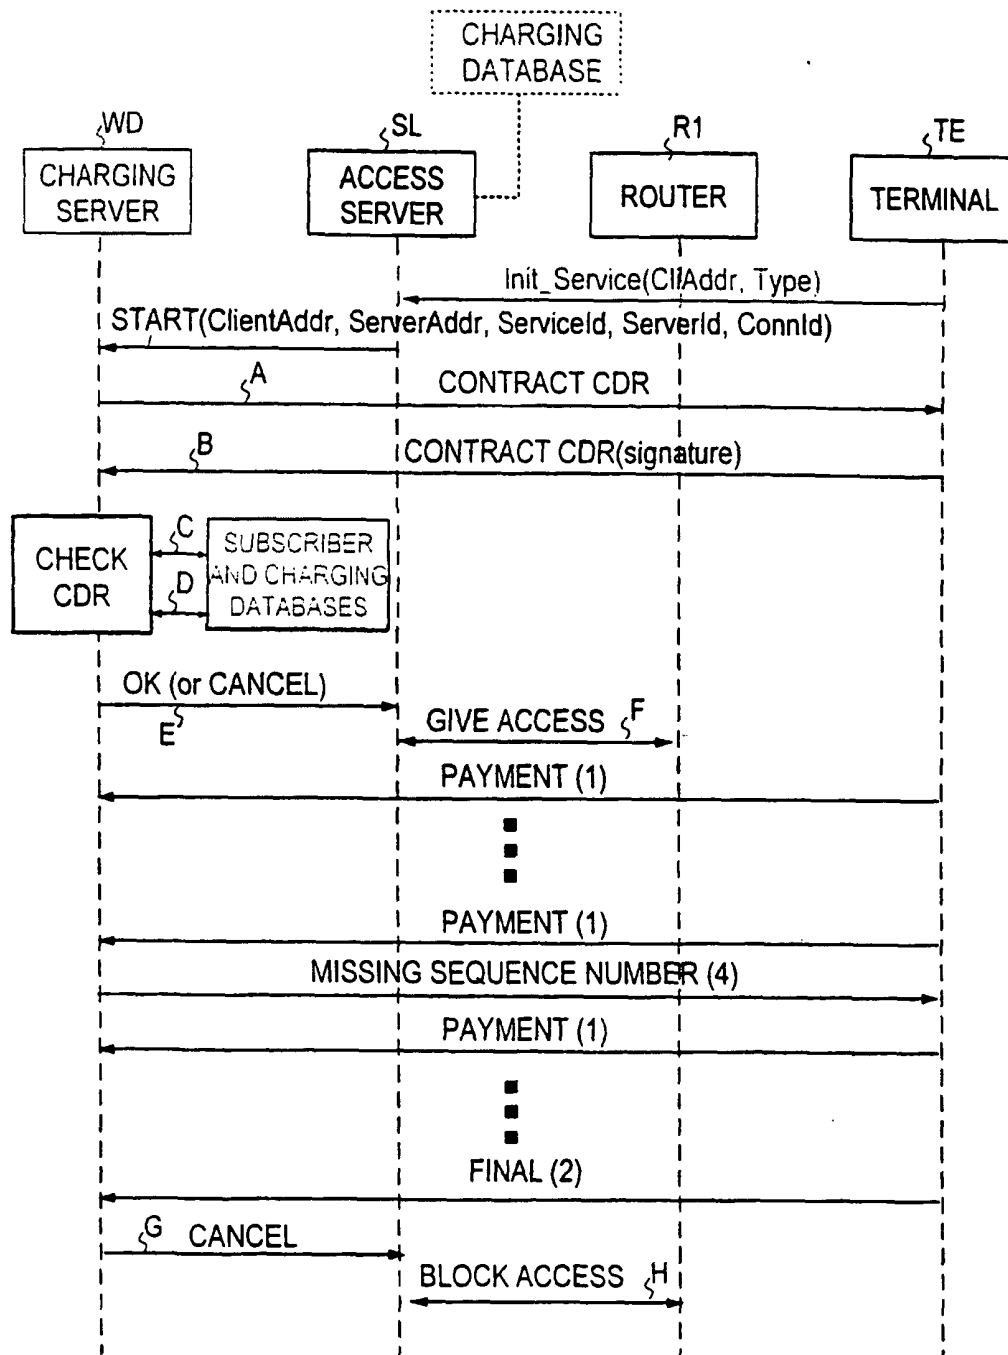 CHARGING
DATABASE
WD
SL
R1
TE
CHARGING
SERVER
ACCESS
SERVER
ROUTER
TERMINAL
Init_Service(CliAddr, Type)
START(ClientAddr, ServerAddr, ServiceId, ServerId, ConnId)
A
CONTRACT CDR
B
CONTRACT CDR(signature)
CHECK
CDR
C
D
SUBSCRIBER
AND CHARGING
DATABASES
OK (or CANCEL)
E
GIVE ACCESS
F
PAYMENT (1)
PAYMENT (1)
MISSING SEQUENCE NUMBER (4)
PAYMENT (1)
FINAL (2)
G
CANCEL
BLOCK ACCESS
H